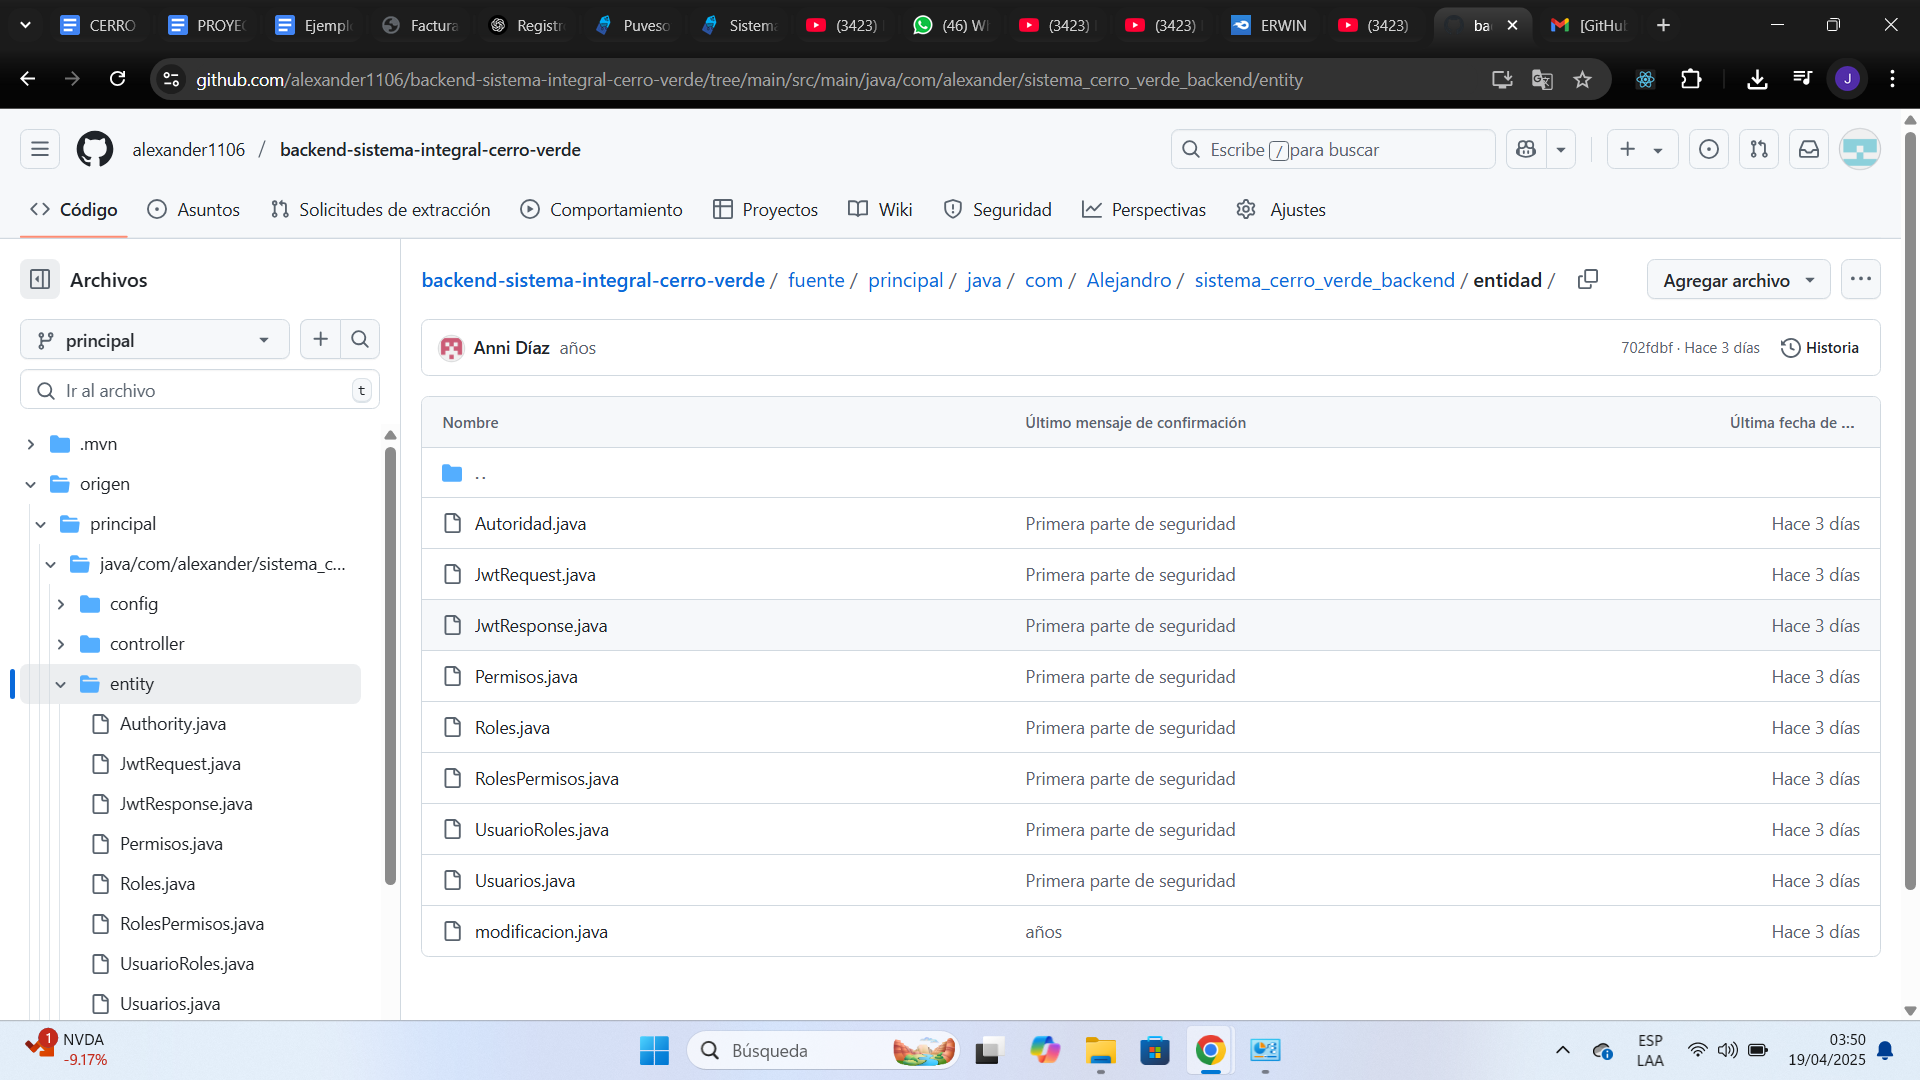 CERRO
PROYEC
Ejempl
Factura
Registr
Puveso
Sistema
(3423)
(46) W
(3423)
(3423)
ERWIN
(3423)
ba
[GitHub
github.com/alexander1106/backend-sistema-integral-cerro-verde/tree/main/src/main/java/com/alexander/sistema_cerro_verde_backend/entity
J
alexander1106 / backend-sistema-integral-cerro-verde
Escribe / para buscar
Código
Asuntos
Solicitudes de extracción
Comportamiento
Proyectos
Wiki
Seguridad
Perspectivas
Ajustes
Archivos
principal
Ir al archivo
t
.mvn
origen
principal
java/com/alexander/sistema_c...
config
controller
entity
Authority.java
JwtRequest.java
JwtResponse.java
Permisos.java
Roles.java
RolesPermisos.java
UsuarioRoles.java
Usuarios.java
backend-sistema-integral-cerro-verde / fuente / principal / java / com / Alejandro / sistema_cerro_verde_backend / entidad /
Agregar archivo
Anni Díaz años
702fdbf · Hace 3 días
Historia
Nombre Último mensaje de confirmación Última fecha de ...
..
Autoridad.java Primera parte de seguridad Hace 3 días
JwtRequest.java Primera parte de seguridad Hace 3 días
JwtResponse.java Primera parte de seguridad Hace 3 días
Permisos.java Primera parte de seguridad Hace 3 días
Roles.java Primera parte de seguridad Hace 3 días
RolesPermisos.java Primera parte de seguridad Hace 3 días
UsuarioRoles.java Primera parte de seguridad Hace 3 días
Usuarios.java Primera parte de seguridad Hace 3 días
modificacion.java años Hace 3 días
1
NVDA
-9.17%
Búsqueda
ESP
LAA
03:50
19/04/2025